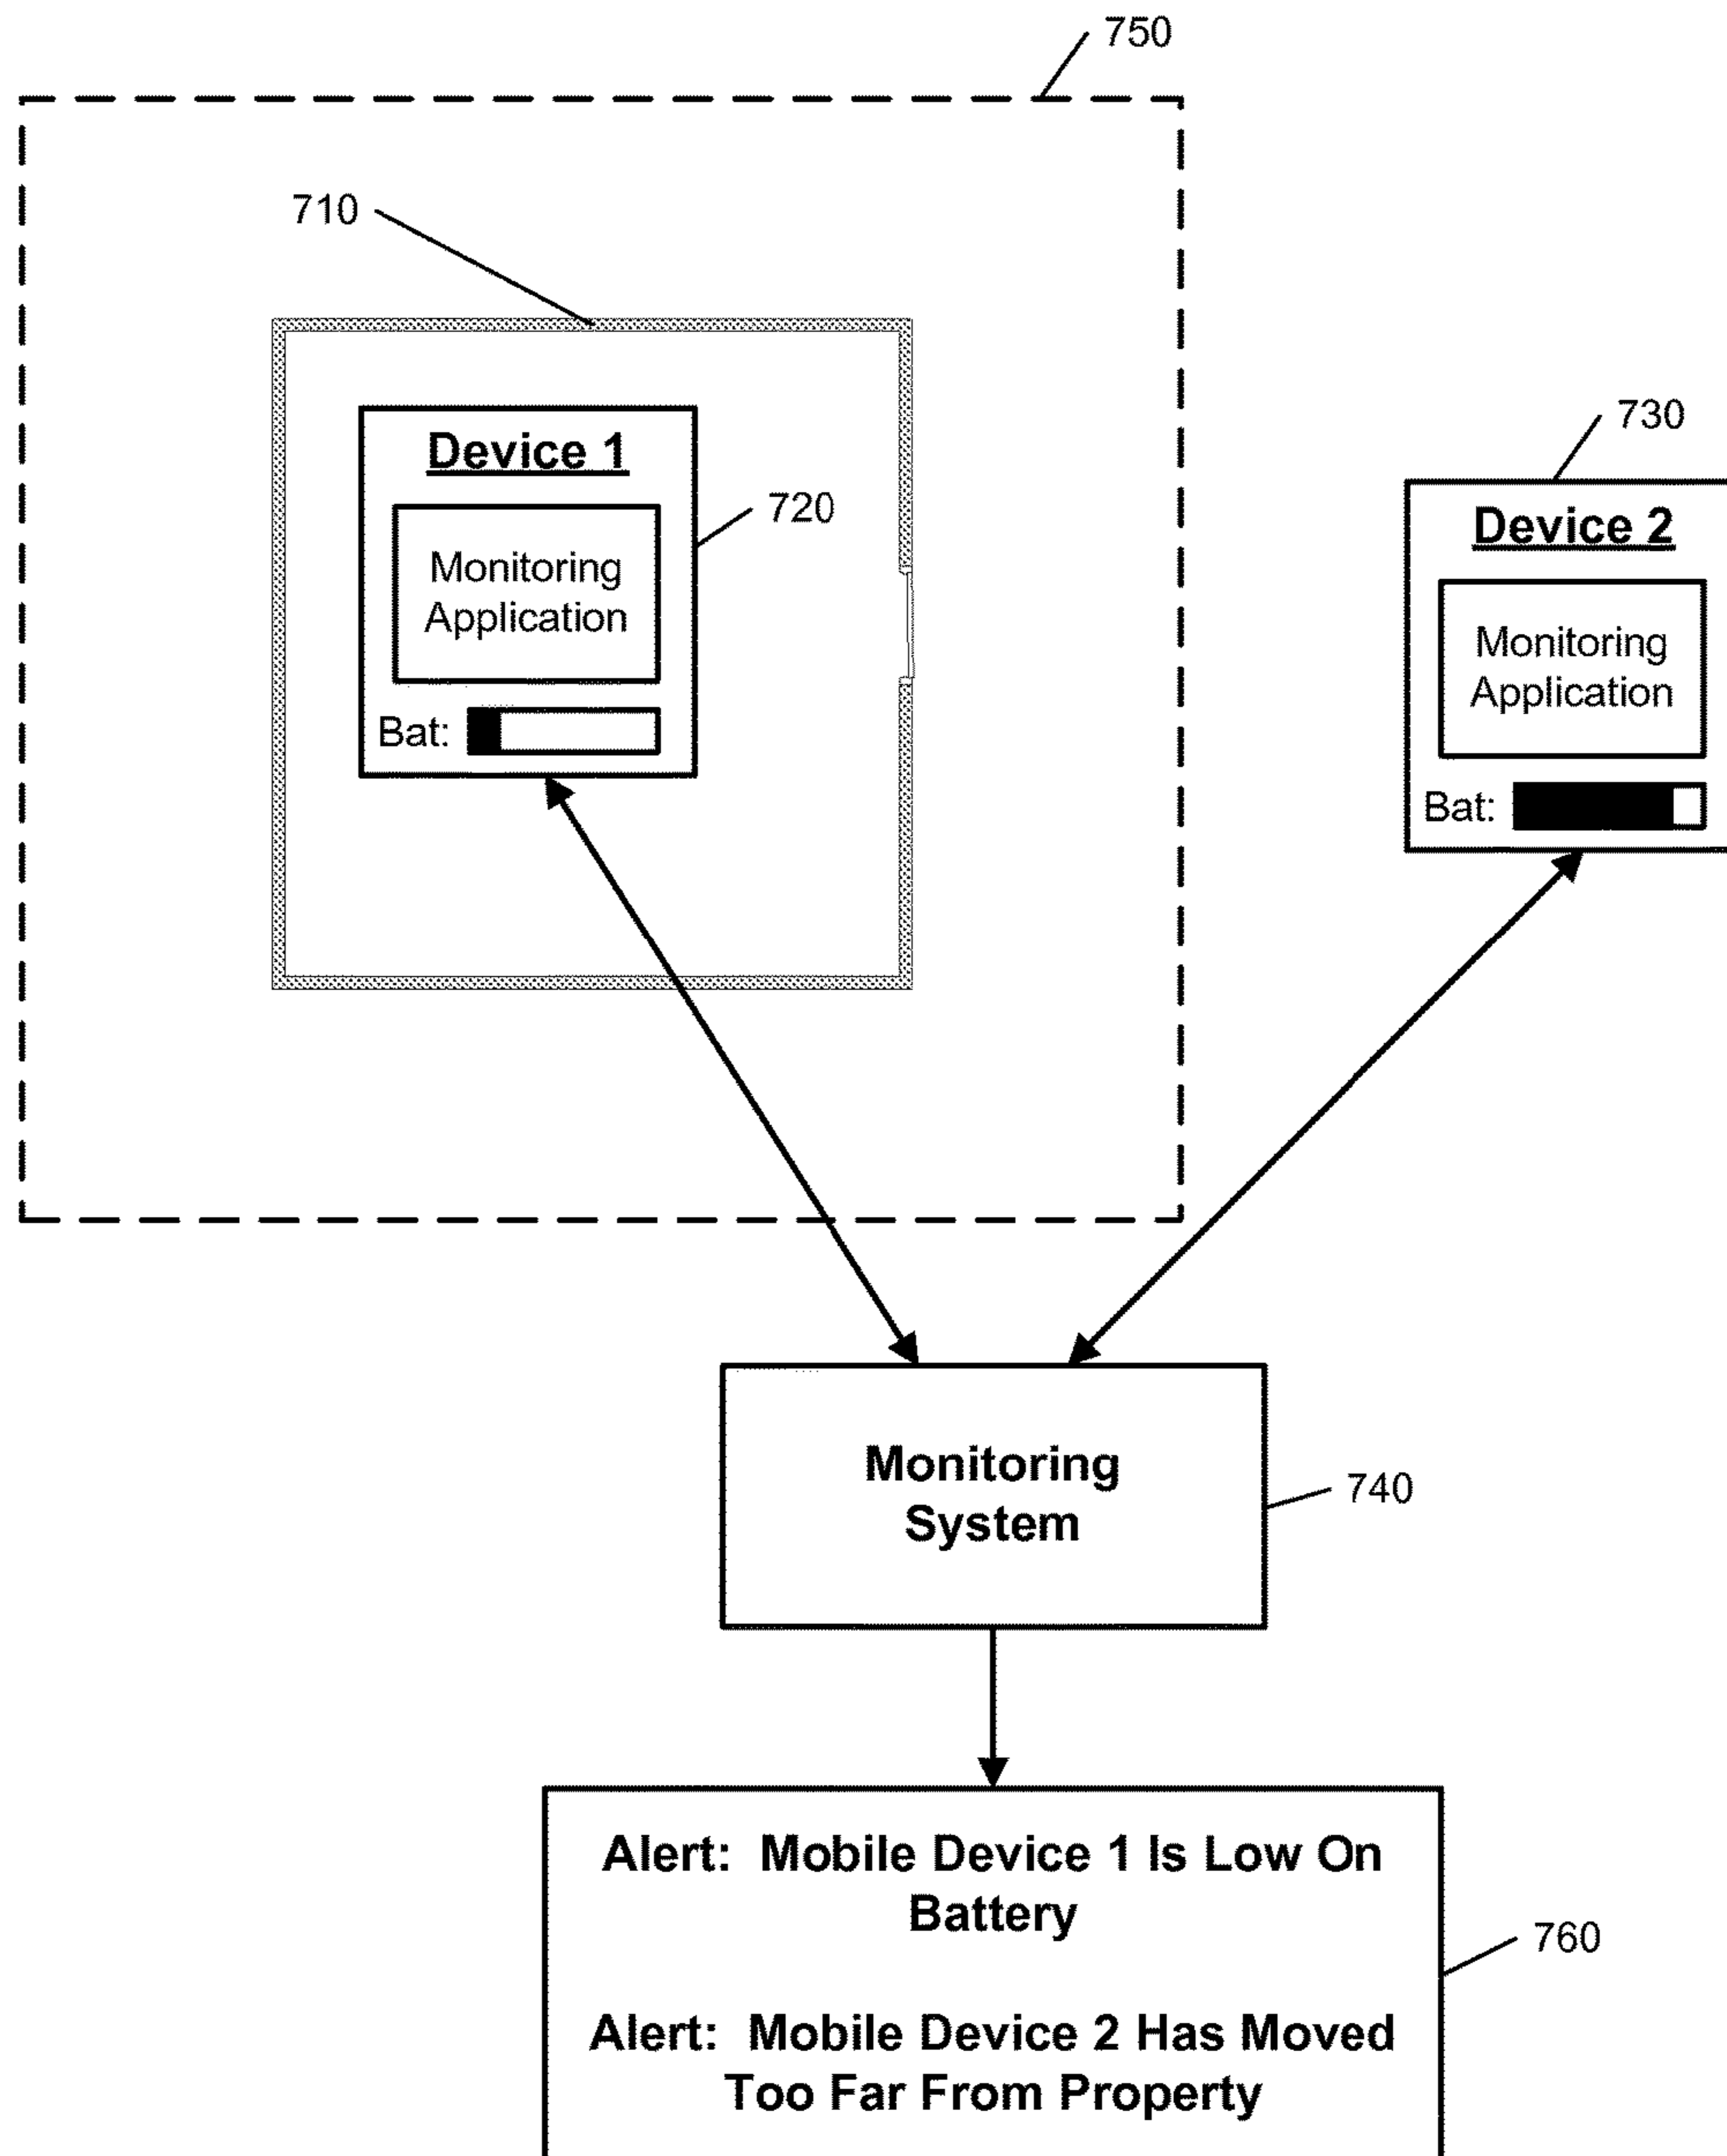 750
710
730
Device 1
720
Monitoring
Application
Bat:
Device 2
Monitoring
Application
Bat:
Monitoring
System
740
Alert: Mobile Device 1 Is Low On
Battery
760
Alert: Mobile Device 2 Has Moved
Too Far From Property